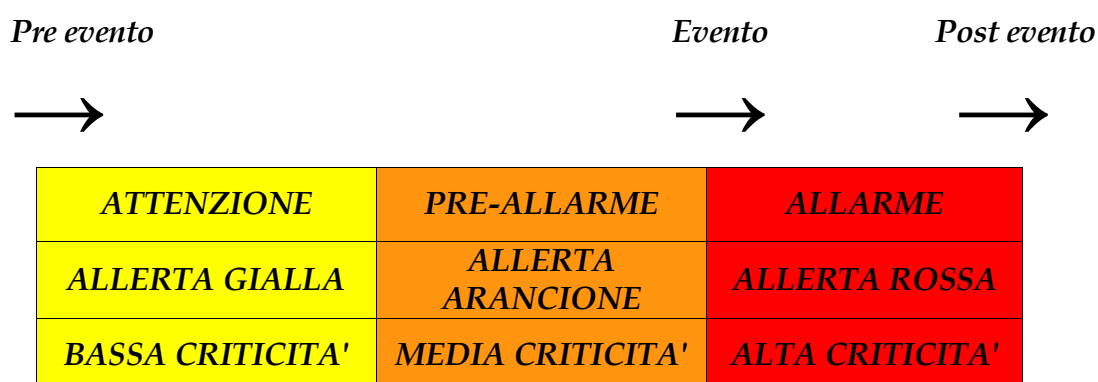 Pre evento Evento Post evento
ATTENZIONE PRE-ALLARME ALLARME
ALLERTA GIALLA ALLERTA ARANCIONE ALLERTA ROSSA
BASSA CRITICITA' MEDIA CRITICITA' ALTA CRITICITA'